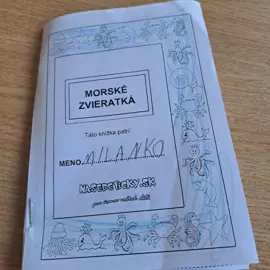 MORSKÉ
ZVIERATKÁ
Táto knižka patrí:
MENO MILANKO
NASEDETICKY.SK